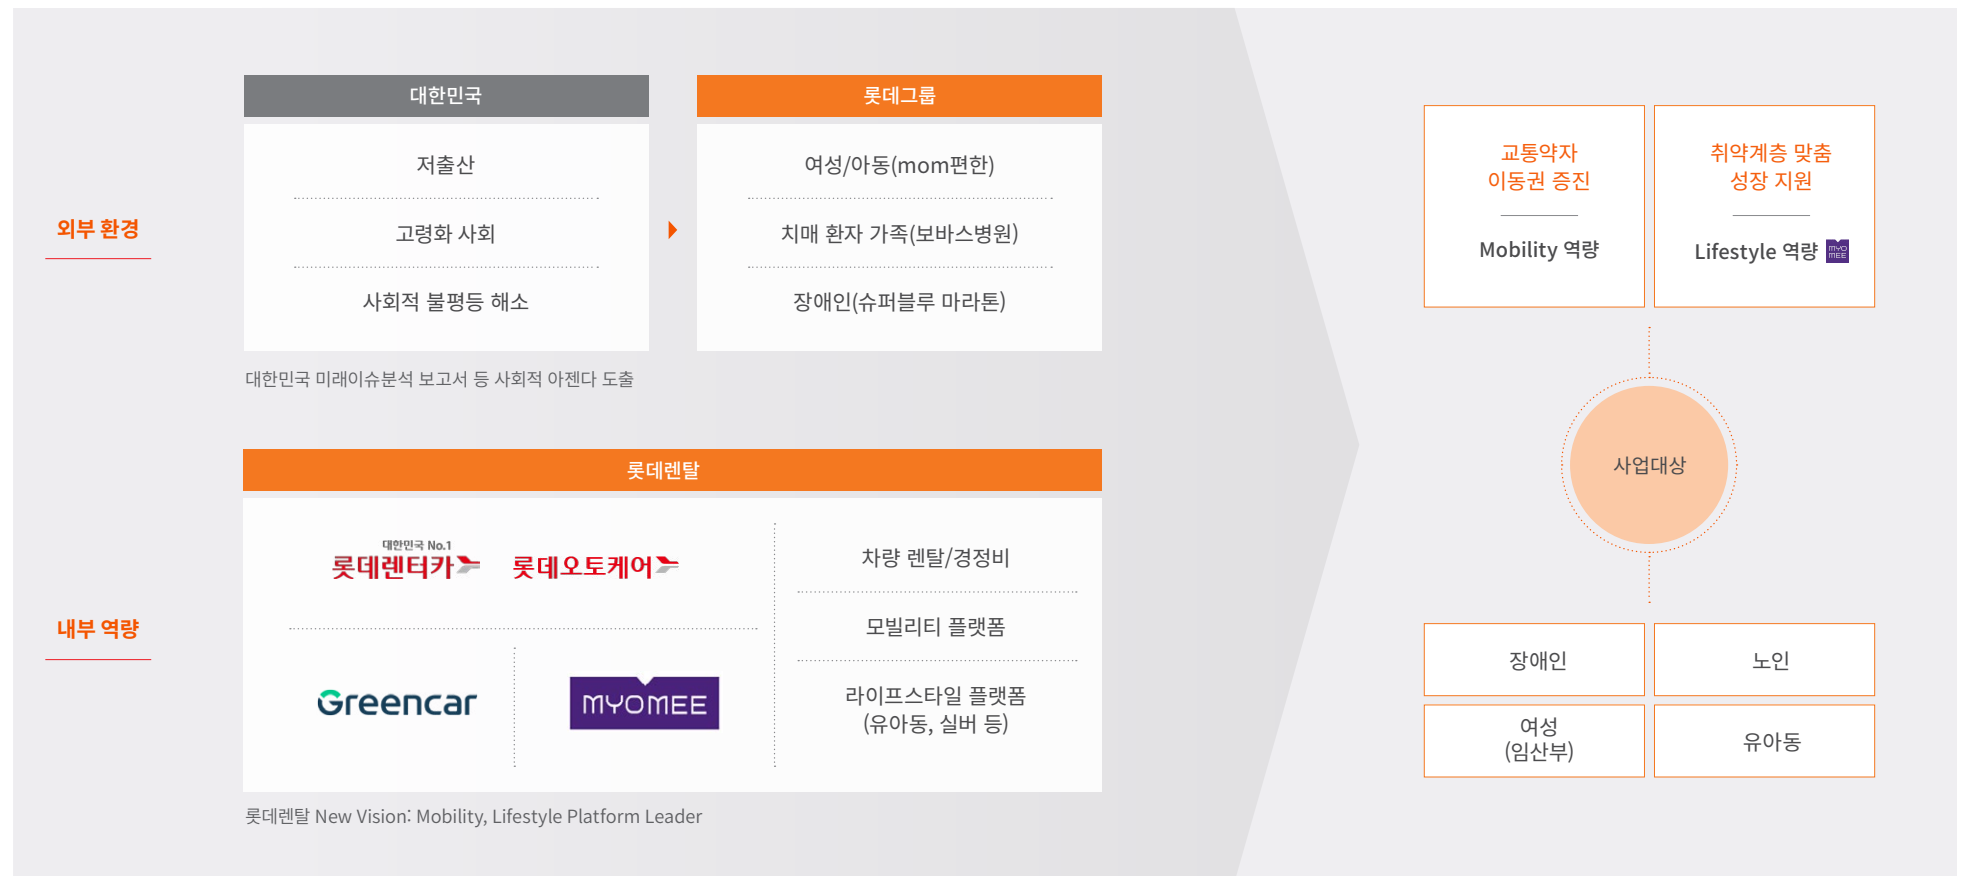 외부 환경
대한민국
저출산
고령화 사회
사회적 불평등 해소
롯데그룹
여성/아동(mom편한)
치매 환자 가족(보바스병원)
장애인(슈퍼블루 마라톤)
대한민국 미래이슈분석 보고서 등 사회적 아젠다 도출
내부 역량
롯데렌탈
대한민국 No.1
롯데렌터카
롯데오토케어
Greencar
MYOMEE
차량 렌탈/경정비
모빌리티 플랫폼
라이프스타일 플랫폼
(유아동, 실버 등)
롯데렌탈 New Vision: Mobility, Lifestyle Platform Leader
교통약자
이동권 증진
Mobility 역량
취약계층 맞춤
성장 지원
Lifestyle 역량
MYO
MEE
사업대상
장애인
노인
여성
(임산부)
유아동